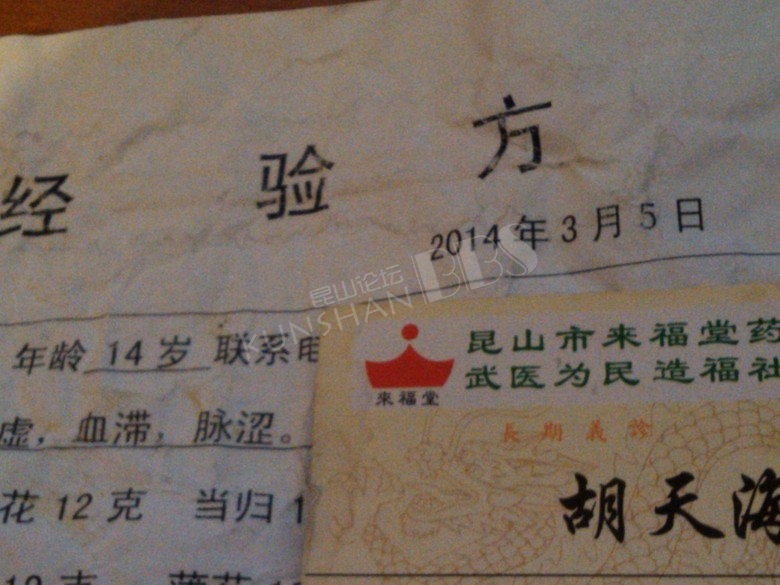 经验方
2014年3月5日
昆山论坛
KUNSHAN BBS
年龄 14岁 联系电
虚，血滞，脉涩。
花12克 当归1
12克
来福堂
昆山市来福堂药
武医为民造福社
長期義診
胡天海